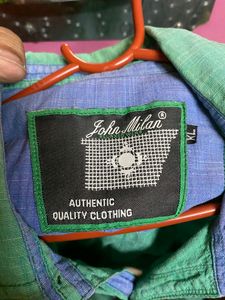 John Milan®
AUTHENTIC
QUALITY CLOTHING
XL